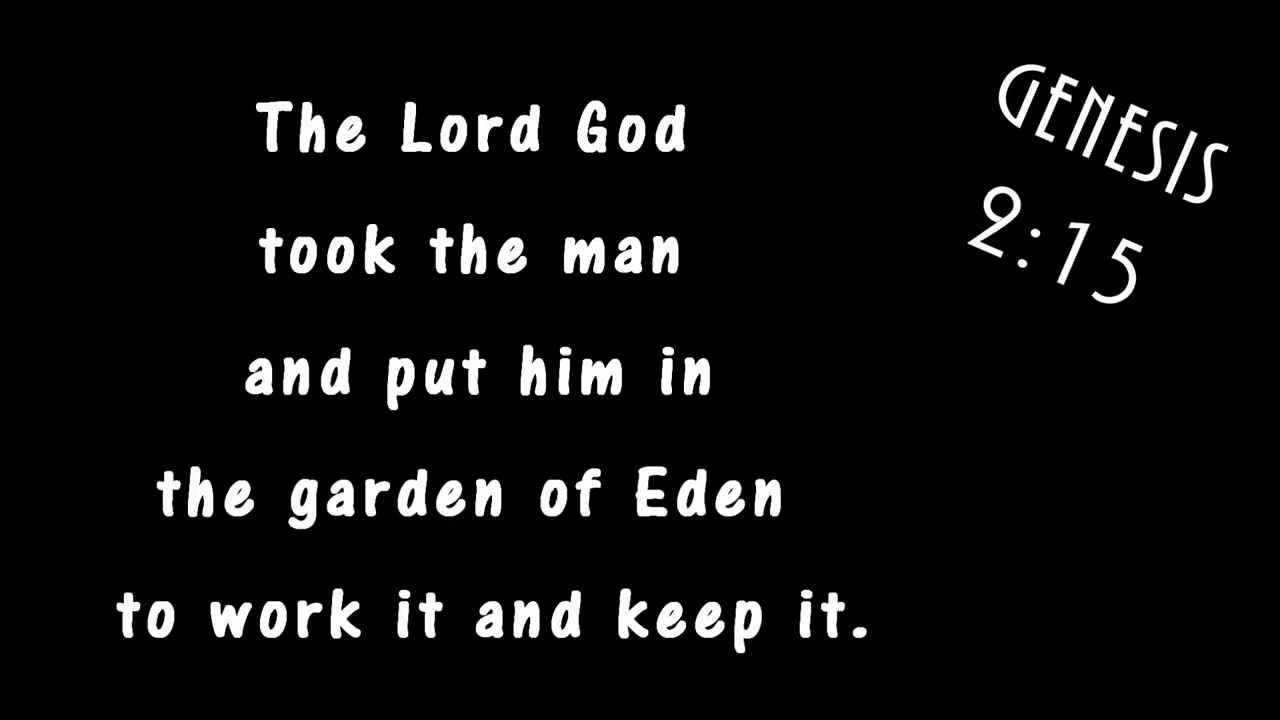 The Lord God
took the man
and put him in
the garden of Eden
to work it and keep it.
GENESIS
2:15